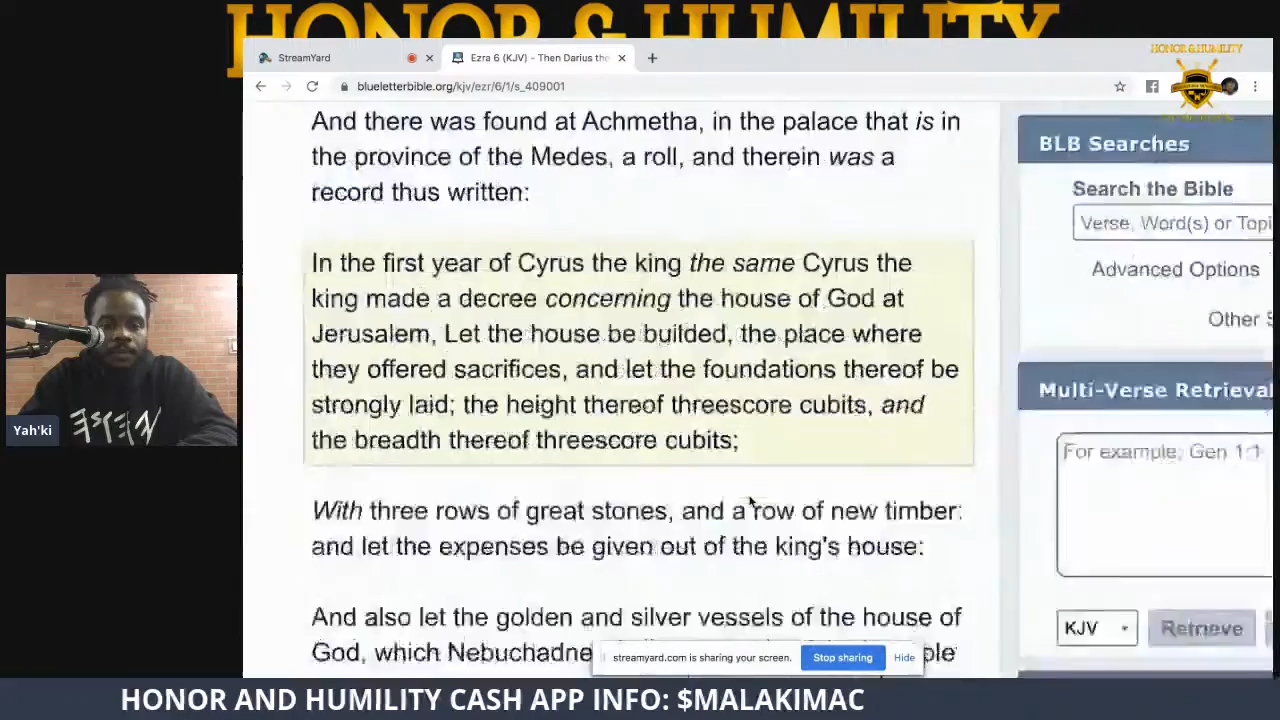 HONOR & HUMILITY
StreamYard
Ezra 6 (KJV) - Then Darius the
HONOR & HUMILITY
blueletterbible.org/kjv/ezr/6/1/s_409001
And there was found at Achmetha, in the palace that is in
the province of the Medes, a roll, and therein was a
record thus written:
In the first year of Cyrus the king the same Cyrus the
king made a decree concerning the house of God at
Jerusalem, Let the house be builded, the place where
they offered sacrifices, and let the foundations thereof be
strongly laid; the height thereof threescore cubits, and
the breadth thereof threescore cubits;
With three rows of great stones, and a row of new timber:
and let the expenses be given out of the king's house:
And also let the golden and silver vessels of the house of
God, which Nebuchadne
ple
streamyard.com is sharing your screen.
Stop sharing
Hide
BLB Searches
Search the Bible
Verse, Word(s) or Topi
Advanced Options
Other S
Multi-Verse Retrieval
For example; Gen 1:1
KJV
Retrieve
Yah'ki
HONOR AND HUMILITY CASH APP INFO: $MALAKIMAC